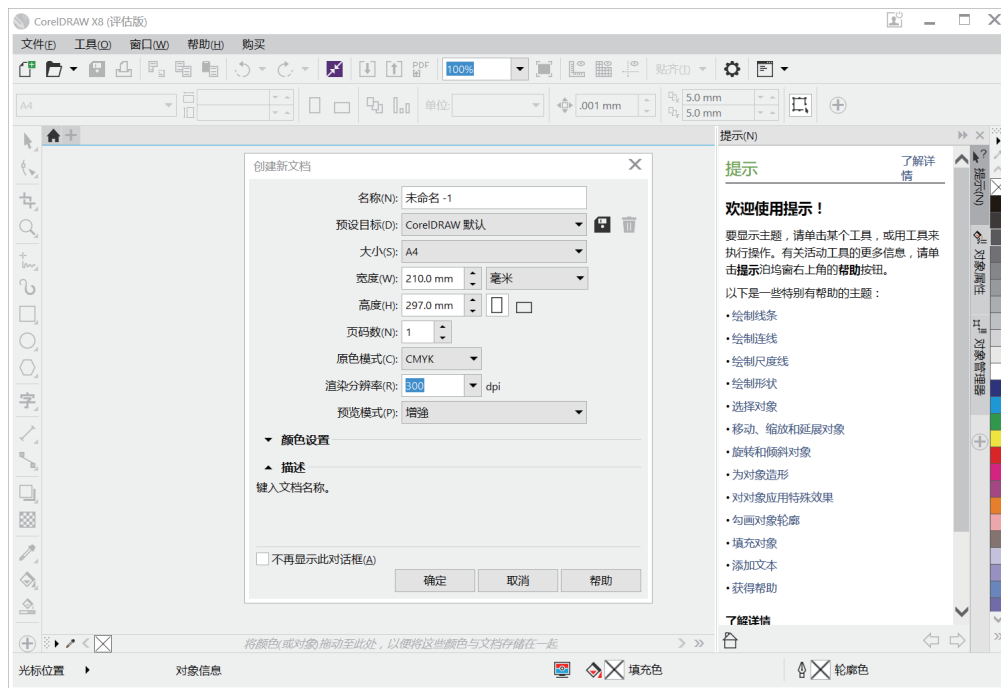 CorelDRAW X8 (评估版)
文件(F) 工具(O) 窗口(W) 帮助(H) 购买
PDF 100% 贴齐(T)
A4 单位: .001 mm 5.0 mm
5.0 mm
提示(N)
创建新文档
名称(N): 未命名 -1
预设目标(D): CorelDRAW 默认
大小(S): A4
宽度(W): 210.0 mm 毫米
高度(H): 297.0 mm
页码数(N): 1
原色模式(C): CMYK
渲染分辨率(R): 300 dpi
预览模式(P): 增强
颜色设置
描述
键入文档名称。
不再显示此对话框(A)
确定 取消 帮助
提示 了解详
情
欢迎使用提示！
要显示主题，请单击某个工具，或用工具来
执行操作。有关活动工具的更多信息，请单
击提示泊坞窗右上角的帮助按钮。
以下是一些特别有帮助的主题：
•绘制线条
•绘制连线
•绘制尺度线
•绘制形状
•选择对象
•移动、缩放和延展对象
•旋转和倾斜对象
•为对象造形
•对对象应用特殊效果
•勾画对象轮廓
•填充对象
•添加文本
•获得帮助
了解详情
提示(N)
对象属性
对象管理器
字
将颜色(或对象)拖动至此处，以便将这些颜色与文档存储在一起
光标位置 对象信息 填充色 轮廓色